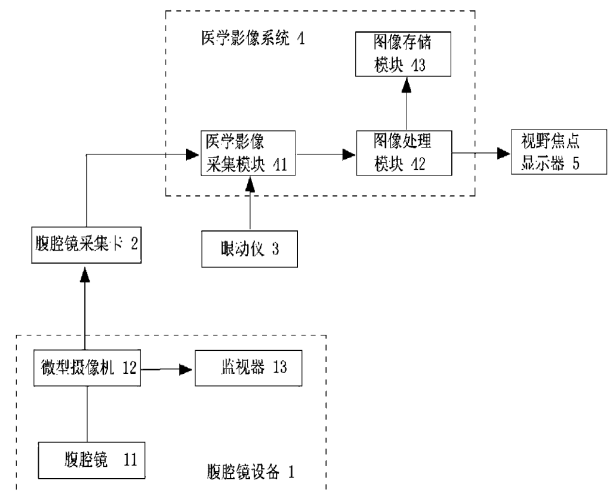 医学影像系统 4
图像存储
模块 43
医学影像
采集模块 41
图像处理
模块 42
视野焦点
显示器 5
腹腔镜采集卡 2
眼动仪 3
微型摄像机 12
监视器 13
腹腔镜 11
腹腔镜设备 1